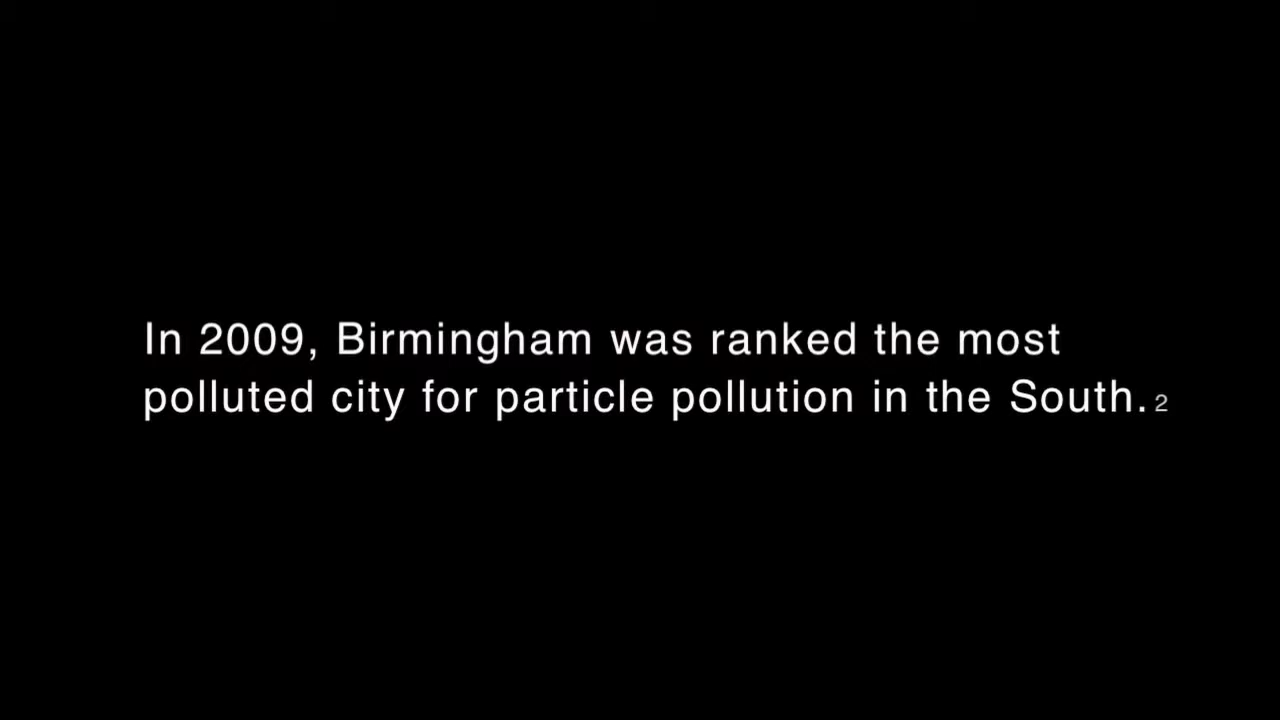 In 2009, Birmingham was ranked the most
polluted city for particle pollution in the South. 2